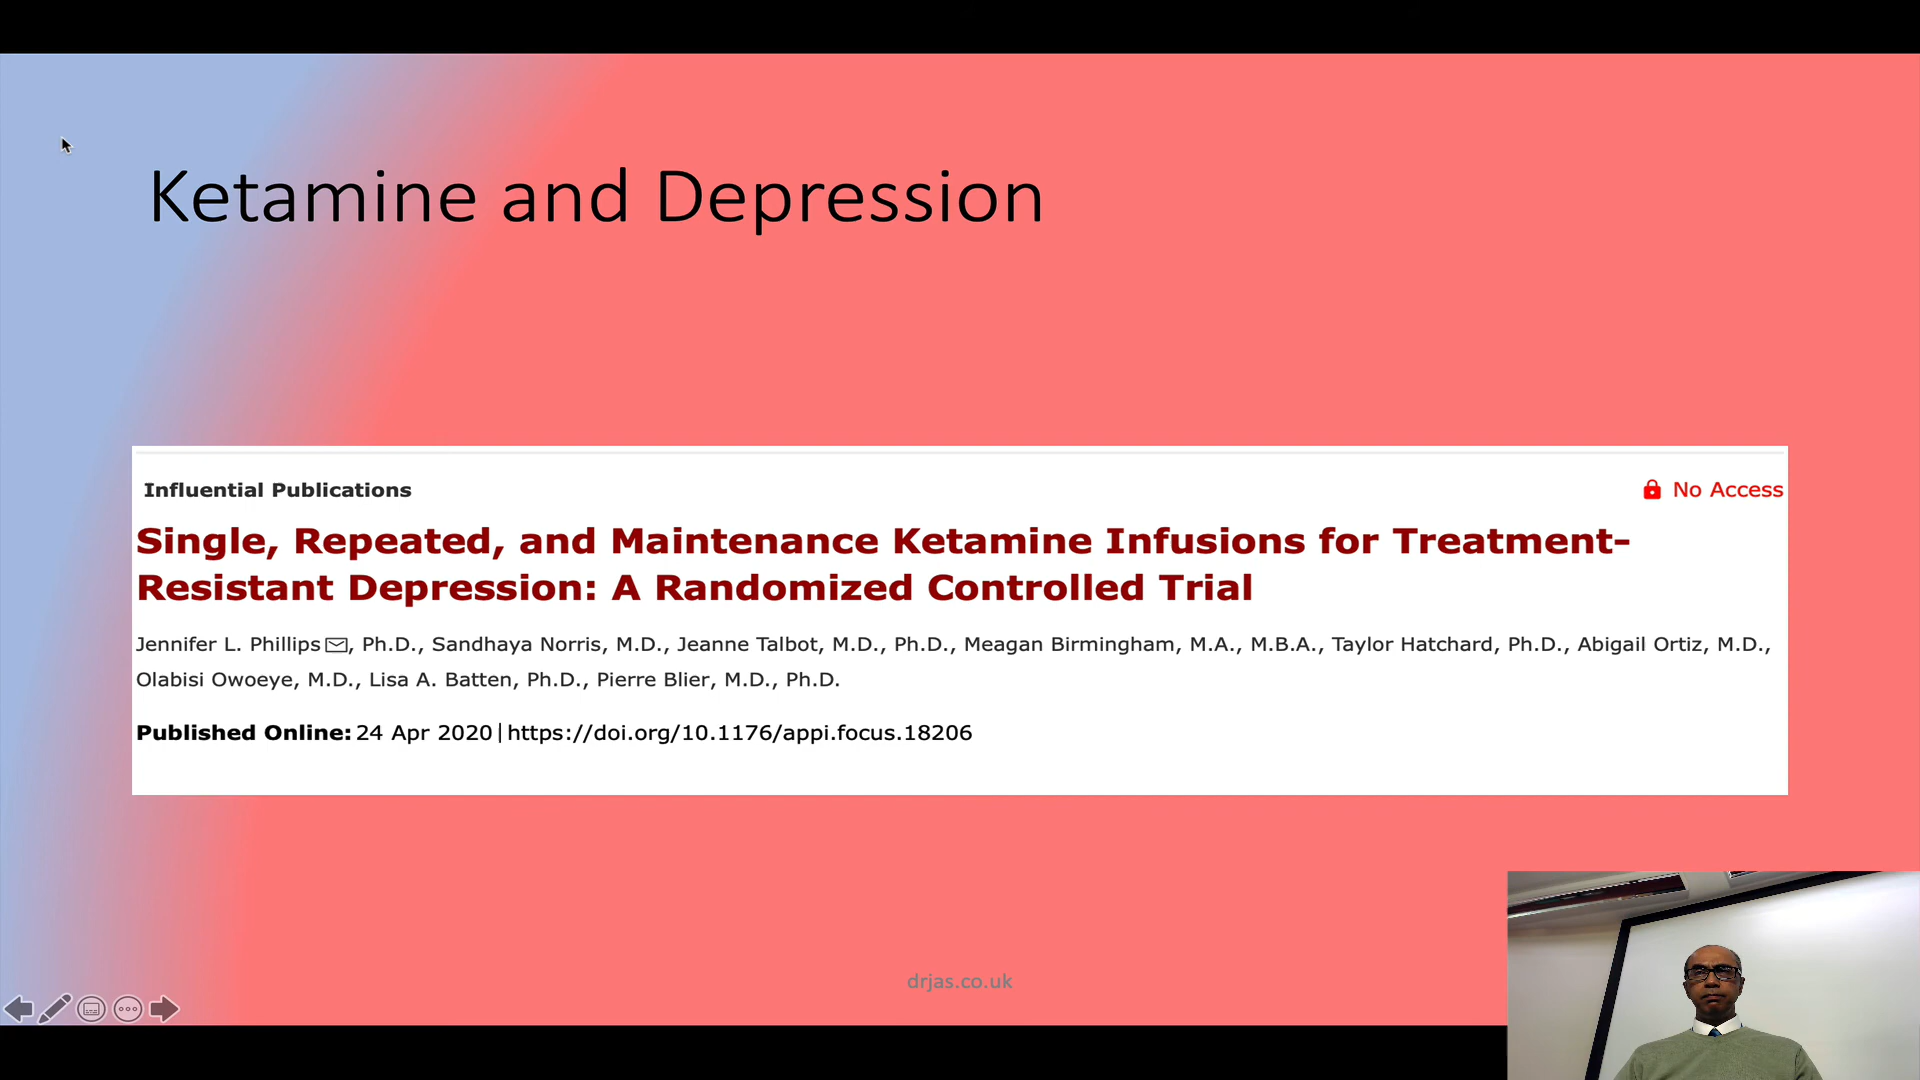 Ketamine and Depression
Influential Publications
No Access
Single, Repeated, and Maintenance Ketamine Infusions for Treatment-
Resistant Depression: A Randomized Controlled Trial
Jennifer L. Phillips, Ph.D., Sandhaya Norris, M.D., Jeanne Talbot, M.D., Ph.D., Meagan Birmingham, M.A., M.B.A., Taylor Hatchard, Ph.D., Abigail Ortiz, M.D.,
Olabisi Owoeye, M.D., Lisa A. Batten, Ph.D., Pierre Blier, M.D., Ph.D.
Published Online: 24 Apr 2020 | https://doi.org/10.1176/appi.focus.18206
drjas.co.uk